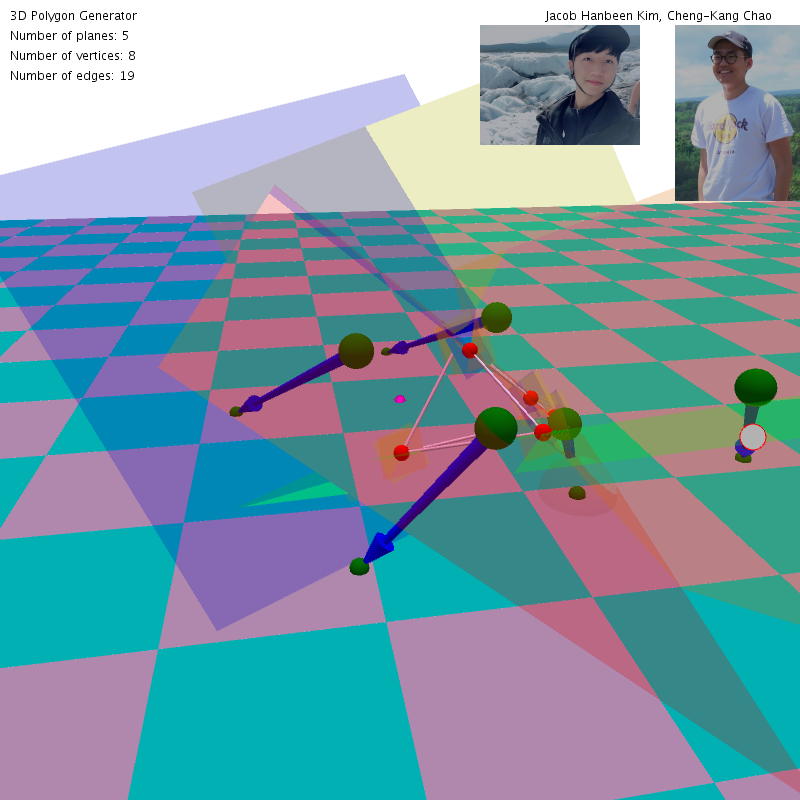 3D Polygon Generator
Jacob Hanbeen Kim, Cheng-Kang Chao
Number of planes: 5
Number of vertices: 8
Number of edges: 19